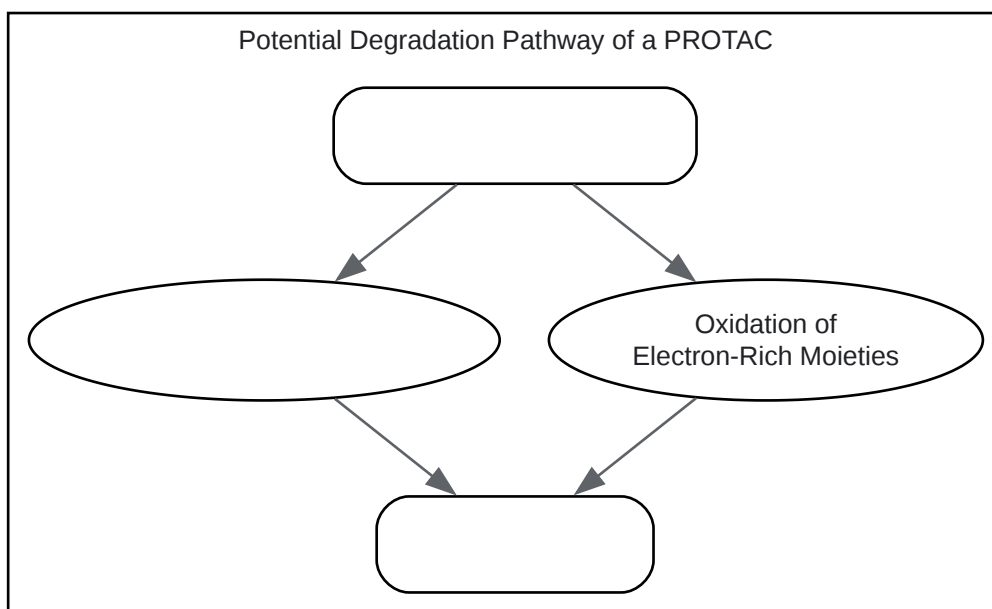 Potential Degradation Pathway of a PROTAC
Oxidation of
Electron-Rich Moieties